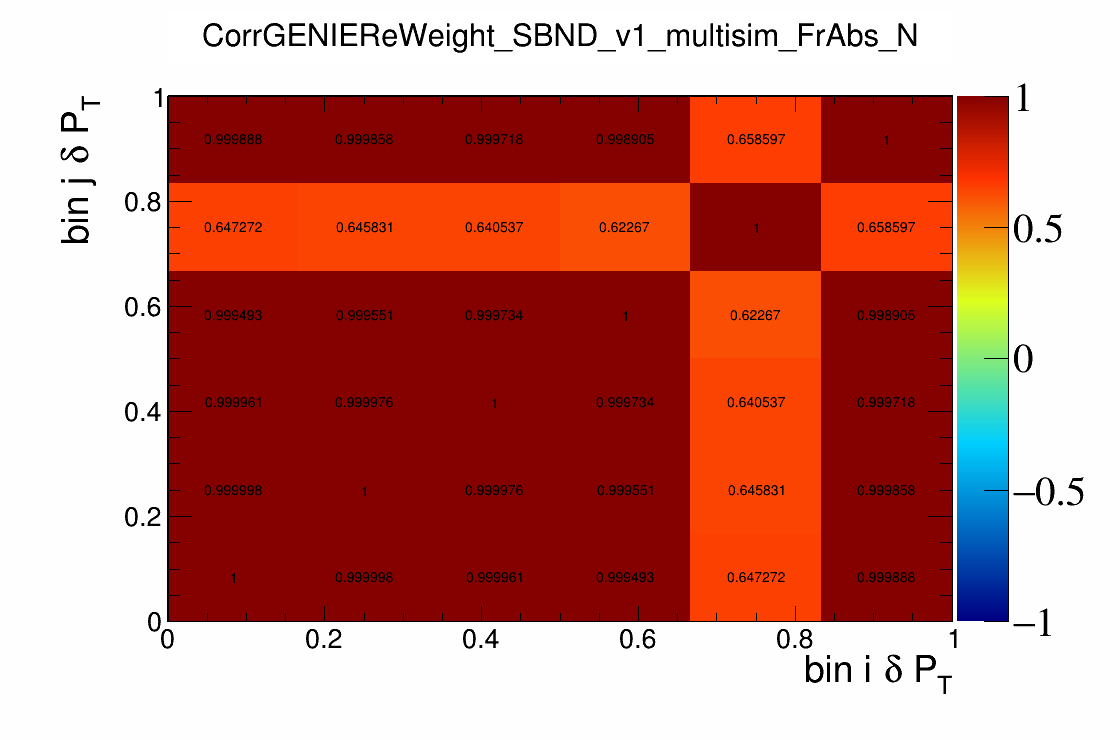 CorrGENIEReWeight_SBND_v1_multisim_FrAbs_N
bin j δ P_T
1
0.8
0.6
0.4
0.2
0
0.999888 0.999858 0.999718 0.998905 0.658597 1
0.647272 0.645831 0.640537 0.62267 1 0.658597
0.999493 0.999551 0.999734 1 0.62267 0.998905
0.999961 0.999976 1 0.999734 0.640537 0.999718
0.999998 1 0.999976 0.999551 0.645831 0.999858
1 0.999998 0.999961 0.999493 0.647272 0.999888
0 0.2 0.4 0.6 0.8 1
bin i δ P_T
1
0.5
0
−0.5
−1